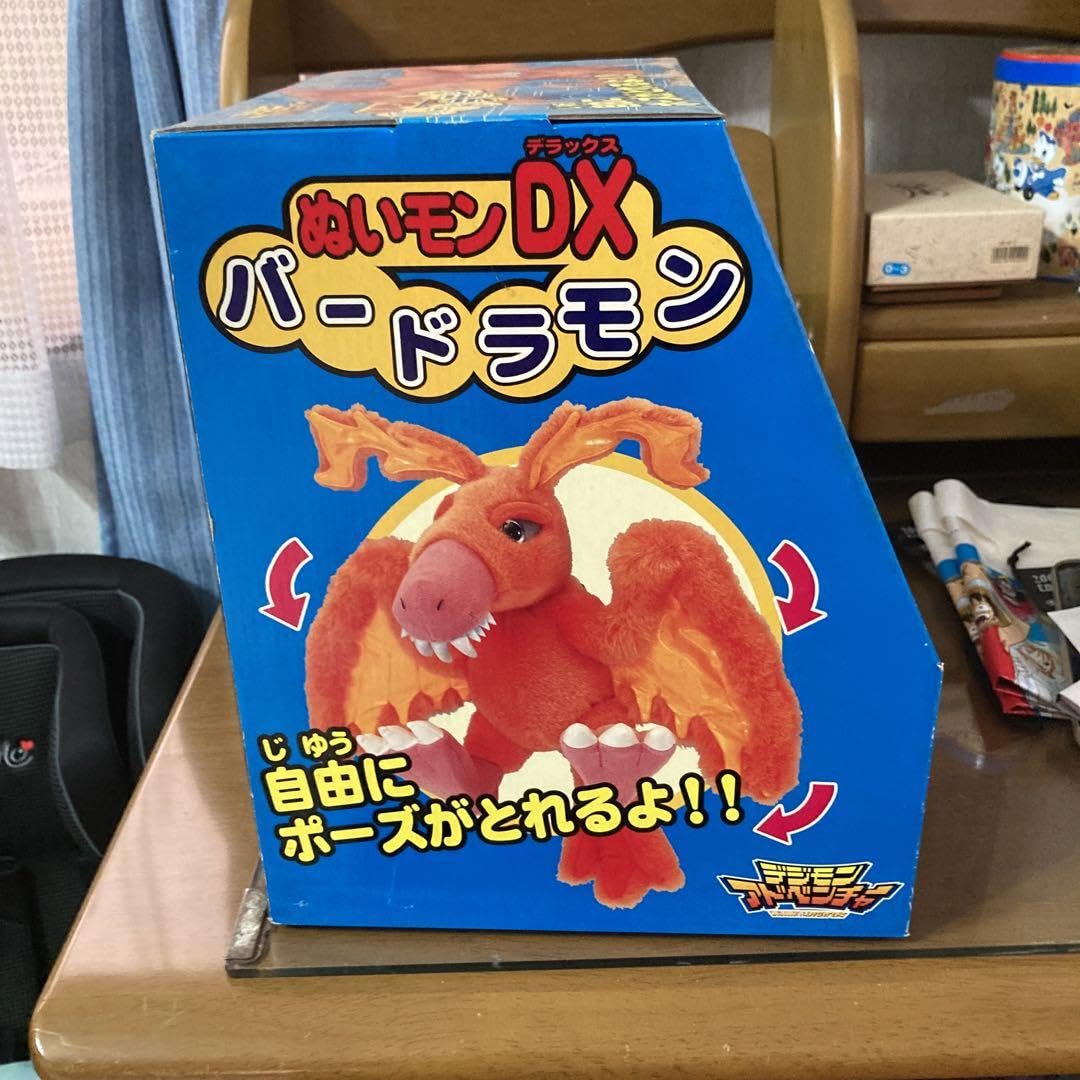 デラックス
ぬいモンDX
バードラモン
じゆう
自由に
ポーズがとれるよ!!
デジモン
アドベンチャー